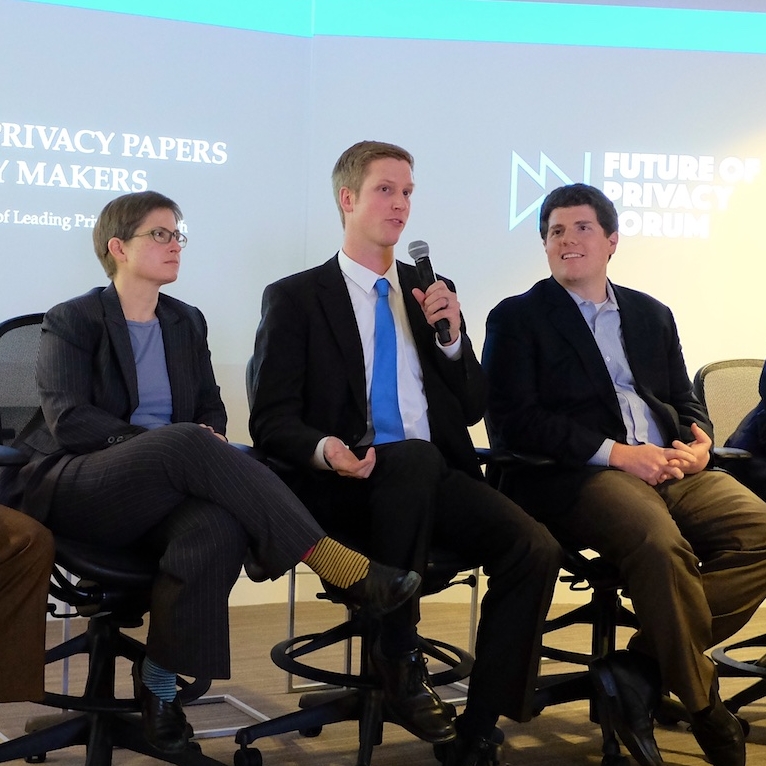 PRIVACY PAPERS
Y MAKERS
of Leading Pri
FUTURE OF
PRIVACY
FORUM